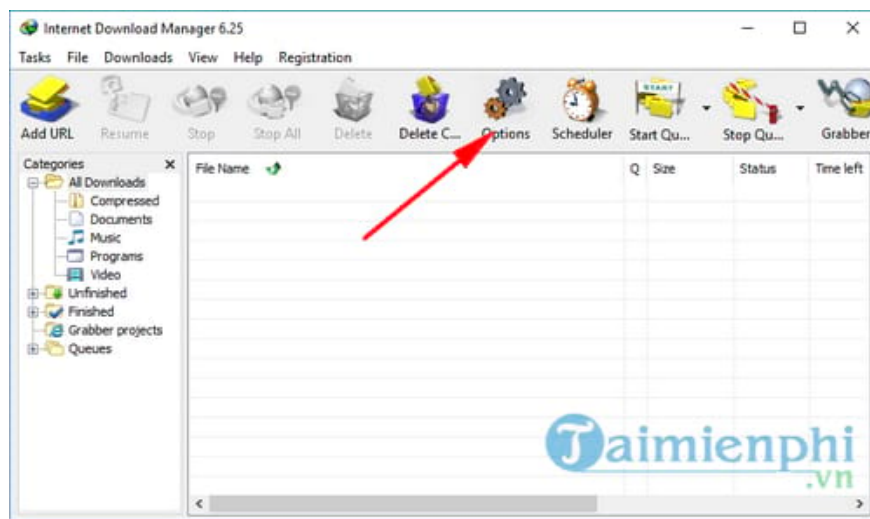 Internet Download Manager 6.25
Tasks File Downloads View Help Registration
Add URL Resume Stop Stop All Delete Delete C... Options Scheduler Start Qu... Stop Qu... Grabber
Categories
File Name Q Size Status Time left
All Downloads
Compressed
Documents
Music
Programs
Video
Unfinished
Finished
Grabber projects
Queues
Taimienphi
.vn